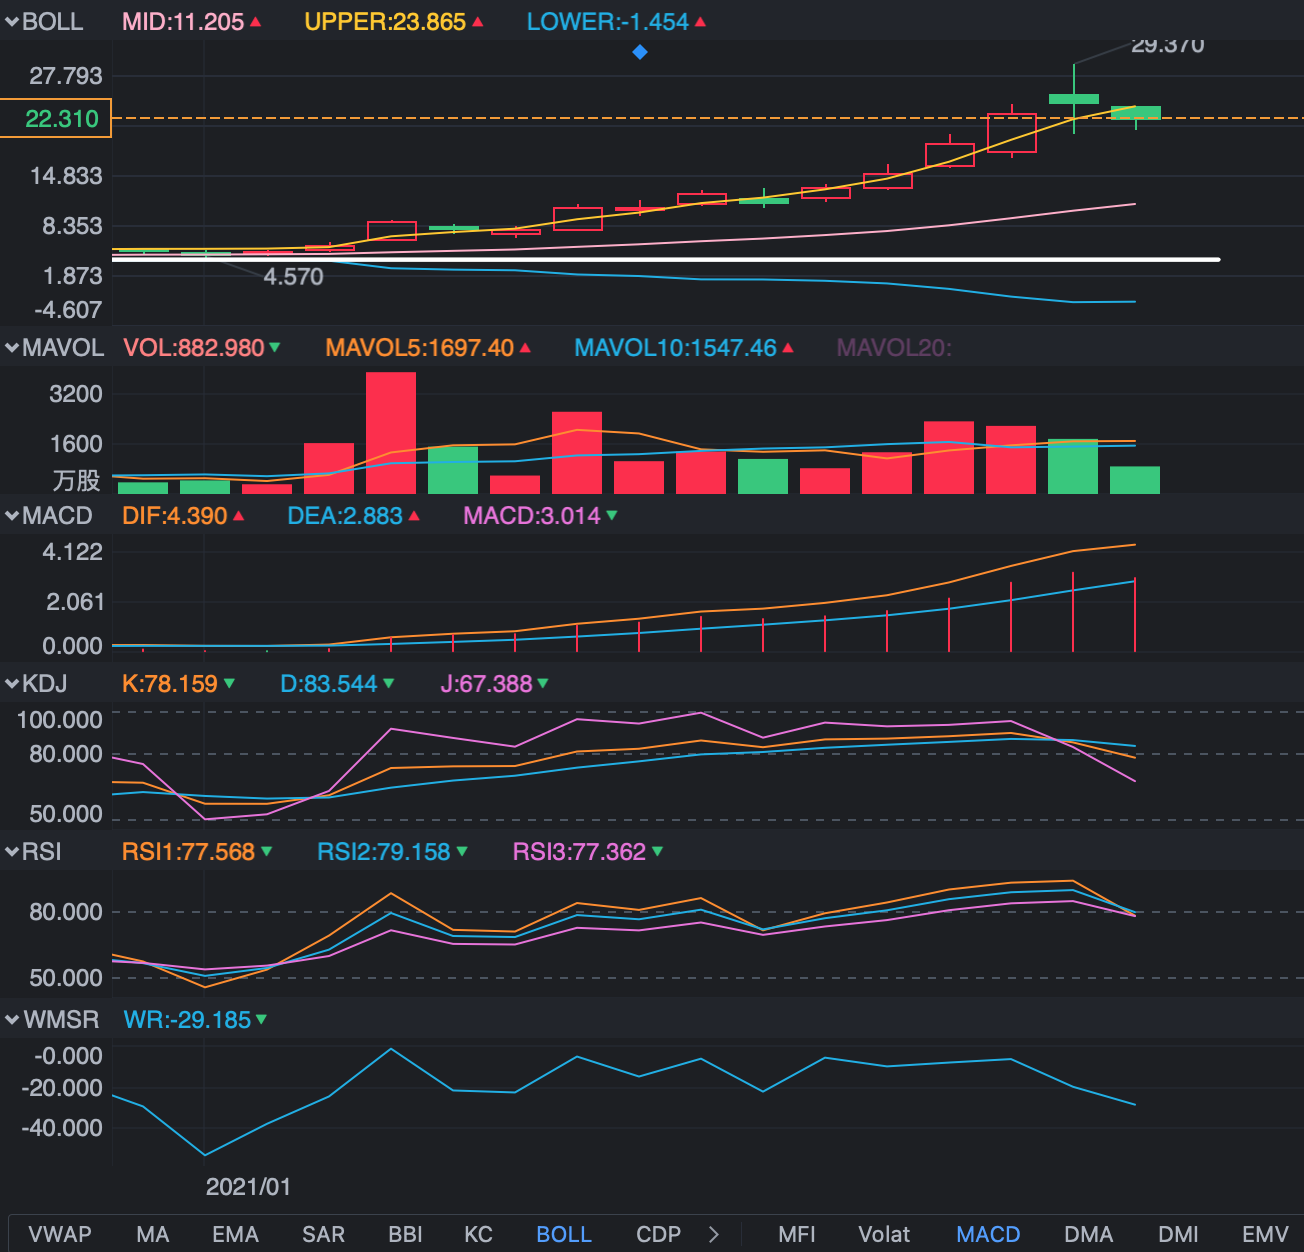 BOLL MID:11.205 UPPER:23.865 LOWER:-1.454
29.370
27.793
22.310
14.833
8.353
4.570
1.873
-4.607
MAVOL VOL:882.980 MAVOL5:1697.40 MAVOL10:1547.46 MAVOL20:
3200
1600
万股
MACD DIF:4.390 DEA:2.883 MACD:3.014
4.122
2.061
0.000
KDJ K:78.159 D:83.544 J:67.388
100.000
80.000
50.000
RSI RSI1:77.568 RSI2:79.158 RSI3:77.362
80.000
50.000
WMSR WR:-29.185
-0.000
-20.000
-40.000
2021/01
VWAP MA EMA SAR BBI KC BOLL CDP > MFI Volat MACD DMA DMI EMV